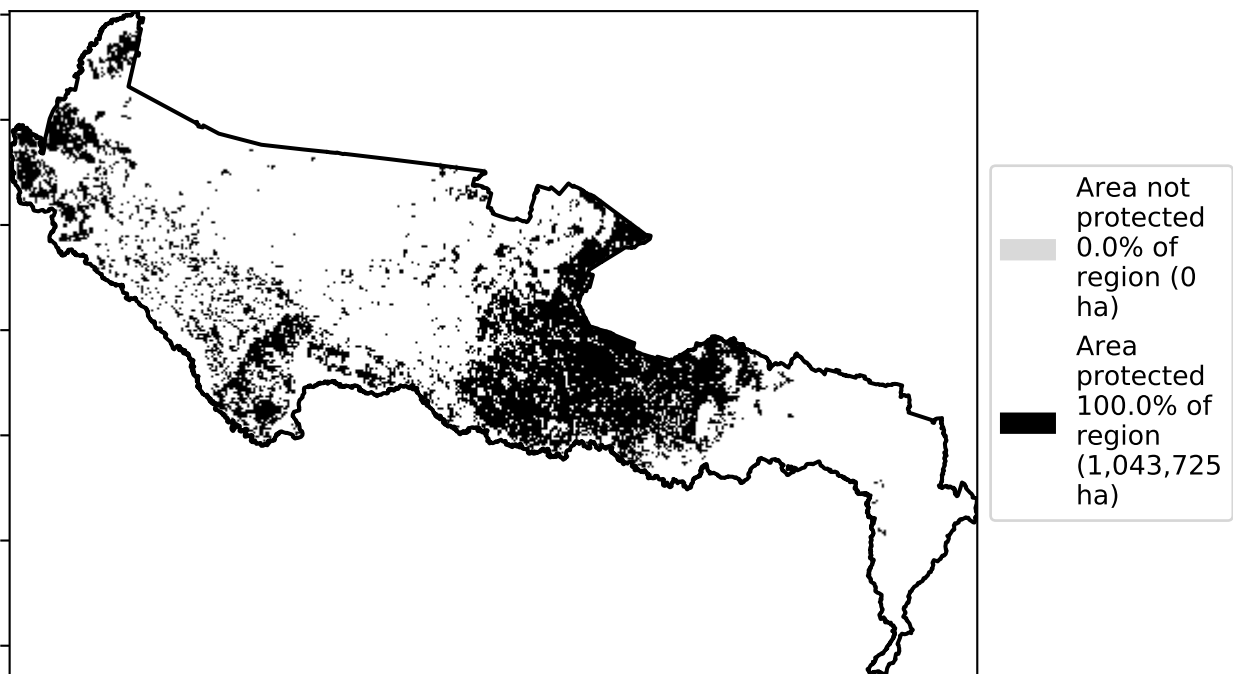 Area not
protected
0.0% of
region (0
ha)
Area
protected
100.0% of
region
(1,043,725
ha)